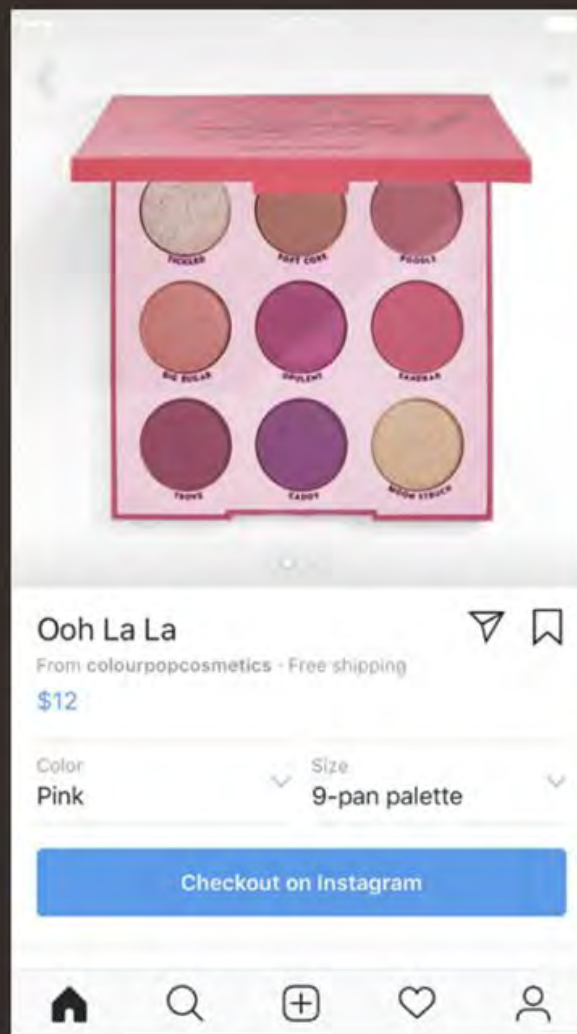 TICKLED SOFT CORE POODLE
BIG SUGAR OPULENT SANDBAR
TROVE CADDY MOON STRUCK
Ooh La La
From colourpopcosmetics · Free shipping
$12
Color Size
Pink 9-pan palette
Checkout on Instagram